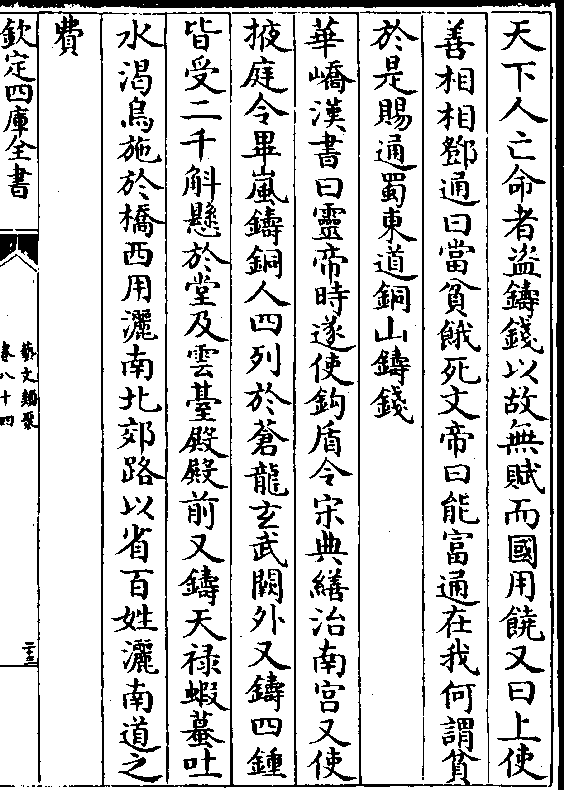 天下人亡命者盗鑄錢以故無賦而國用饒又曰上使
善相相鄧通曰當貧餓死文帝曰能富通在我何謂貧
於是賜通蜀東道銅山鑄錢
華嶠漢書曰靈帝時遂使鈎盾令宋典繕治南宫又使
掖庭令畢嵐鑄銅人四列於蒼龍玄武闕外又鑄四鍾
皆受二千斛懸於堂及雲臺殿殿前又鑄天禄蝦蟇吐
水渴烏施於橋西用灑南北郊路以省百姓灑南道之
費
欽定四庫全書
藝文類聚
卷八十四
二十三